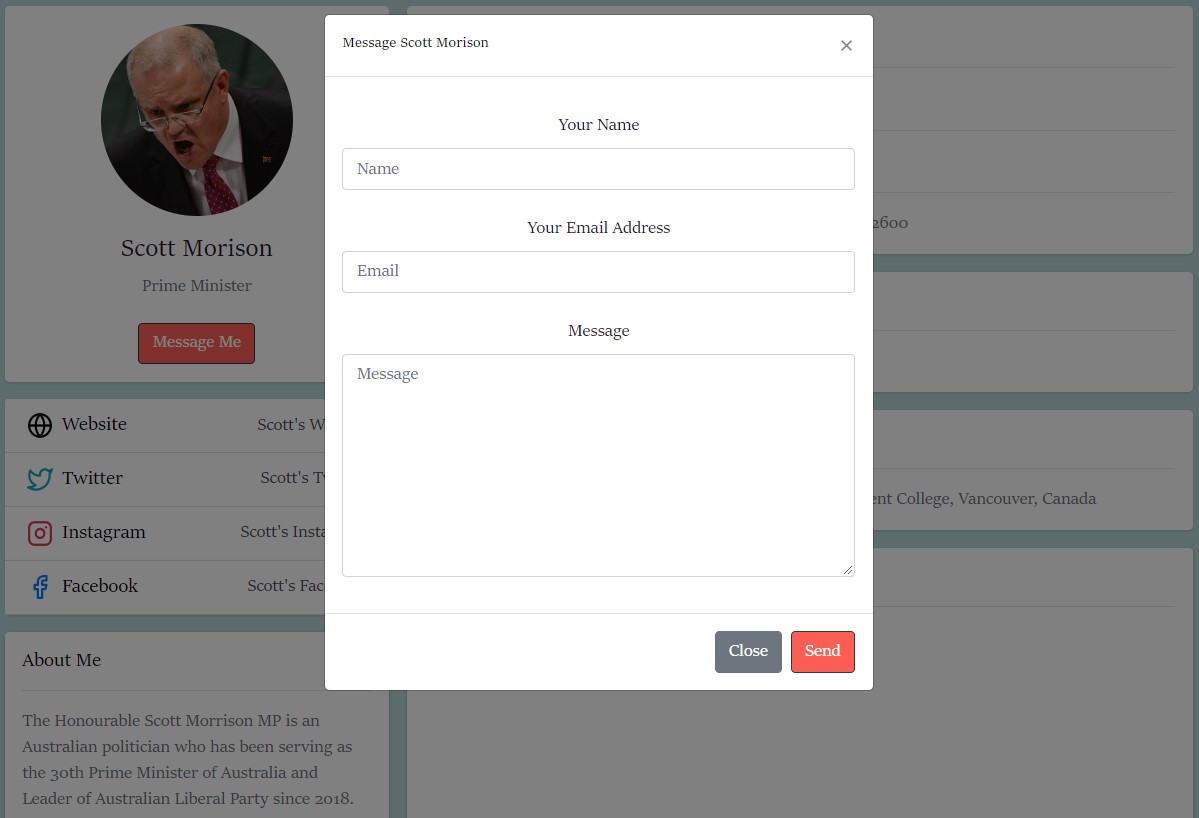 Message Scott Morison
×
Your Name
Name
Your Email Address
Email
Message
Message
Close
Send
Scott Morison
Prime Minister
Message Me
Website Scott's W
Twitter Scott's Tw
Instagram Scott's Insta
Facebook Scott's Fac
About Me
The Honourable Scott Morrison MP is an
Australian politician who has been serving as
the 30th Prime Minister of Australia and
Leader of Australian Liberal Party since 2018.
2600
ent College, Vancouver, Canada